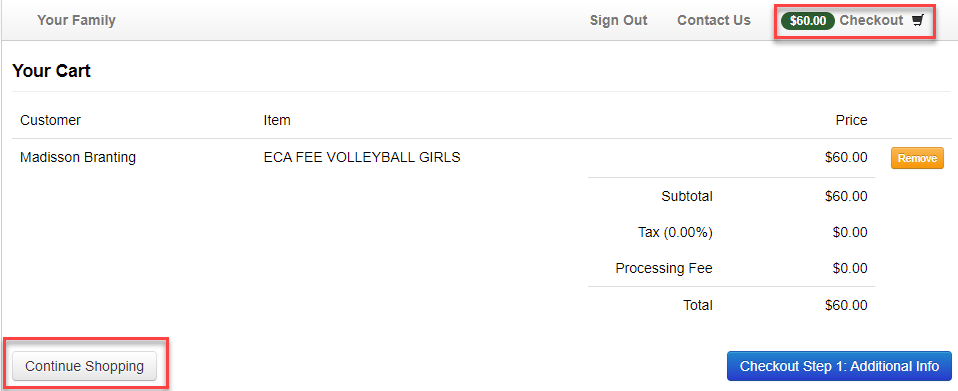 Your Family Sign Out Contact Us $60.00 Checkout
Your Cart
Customer Item Price
Madisson Branting ECA FEE VOLLEYBALL GIRLS $60.00 Remove
Subtotal $60.00
Tax (0.00%) $0.00
Processing Fee $0.00
Total $60.00
Continue Shopping Checkout Step 1: Additional Info